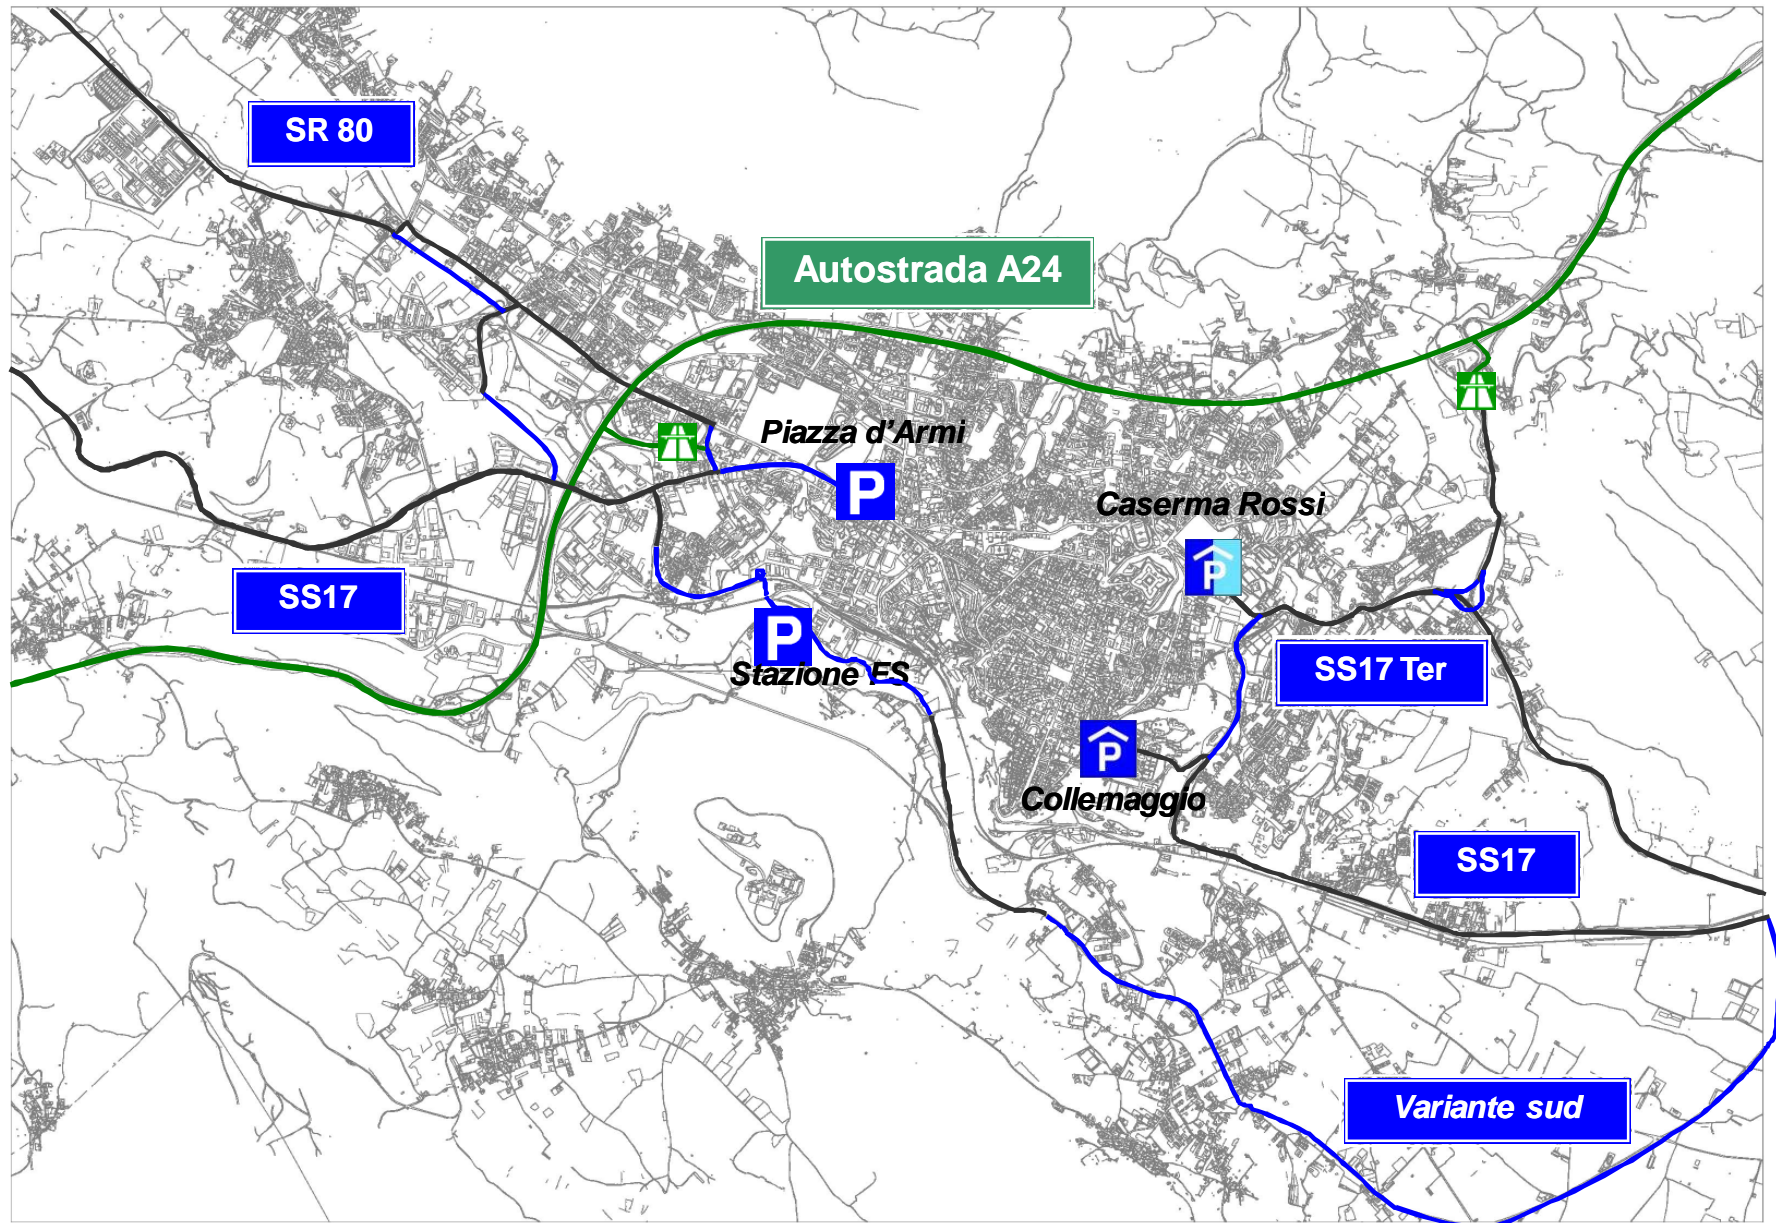 SR 80
Autostrada A24
Piazza d'Armi
P
Caserma Rossi
P
SS17
P
Stazione FS
SS17 Ter
P
Collemaggio
SS17
Variante sud